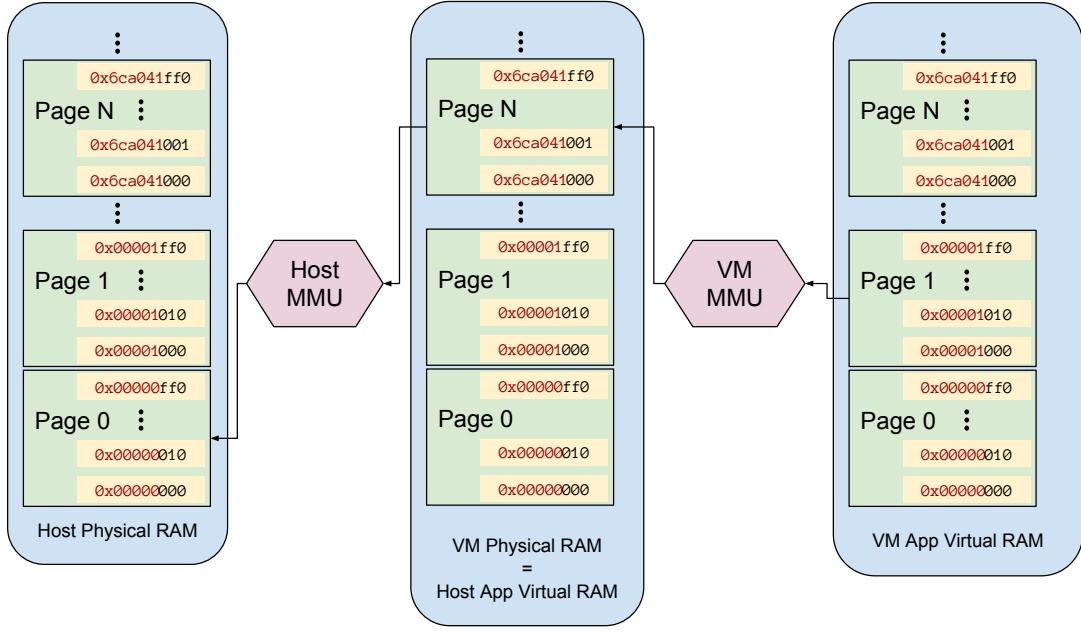 0x6ca041ff0
Page N
0x6ca041001
0x6ca041000
0x00001ff0
Page 1
0x00001010
0x00001000
0x00000ff0
Page 0
0x00000010
0x00000000
Host Physical RAM
Host
MMU
0x6ca041ff0
Page N
0x6ca041001
0x6ca041000
0x00001ff0
Page 1
0x00001010
0x00001000
0x00000ff0
Page 0
0x00000010
0x00000000
VM Physical RAM
=
Host App Virtual RAM
VM
MMU
0x6ca041ff0
Page N
0x6ca041001
0x6ca041000
0x00001ff0
Page 1
0x00001010
0x00001000
0x00000ff0
Page 0
0x00000010
0x00000000
VM App Virtual RAM